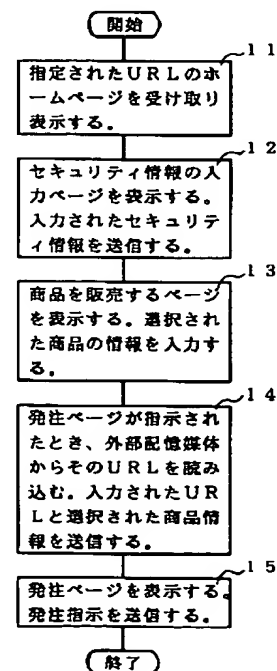 開始
11
指定されたURLのホ
ームページを受け取り
表示する。
12
セキュリティ情報の入
力ページを表示する。
入力されたセキュリテ
ィ情報を送信する。
13
商品を販売するページ
を表示する。選択され
た商品の情報を入力す
る。
14
発注ページが指示され
たとき、外部記憶媒体
からそのURLを読み
込む。入力されたUR
Lと選択された商品情
報を送信する。
15
発注ページを表示する。
発注指示を送信する。
終了